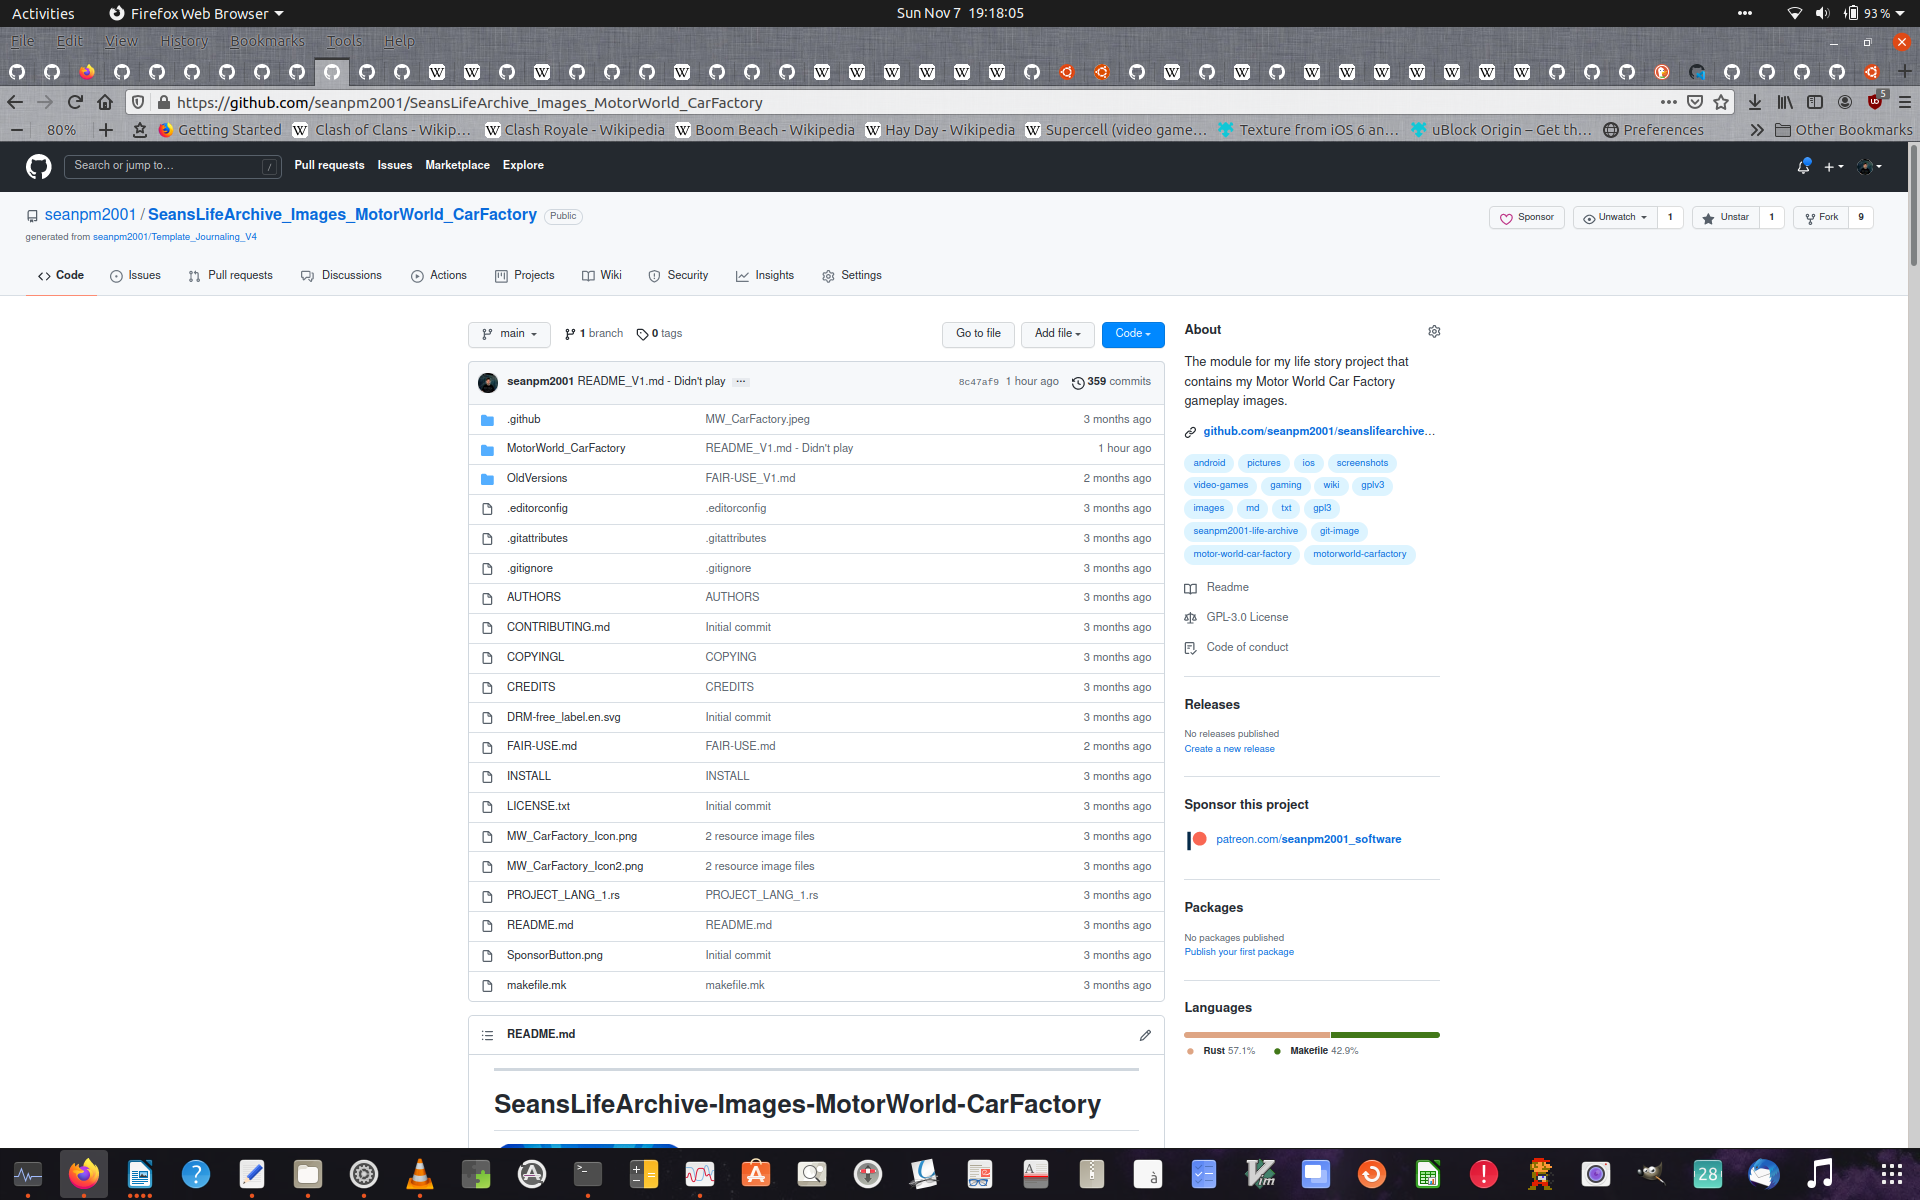 Activities Firefox Web Browser Sun Nov 7 19:18:05 93 %
File Edit View History Bookmarks Tools Help
https://github.com/seanpm2001/SeansLifeArchive_Images_MotorWorld_CarFactory 5
80% Getting Started Clash of Clans - Wikip… Clash Royale - Wikipedia Boom Beach - Wikipedia Hay Day - Wikipedia Supercell (video game… Texture from iOS 6 an… uBlock Origin – Get th… Preferences Other Bookmarks
Search or jump to… / Pull requests Issues Marketplace Explore
seanpm2001 / SeansLifeArchive_Images_MotorWorld_CarFactory Public Sponsor Unwatch 1 Unstar 1 Fork 9
generated from seanpm2001/Template_Journaling_V4
Code Issues Pull requests Discussions Actions Projects Wiki Security Insights Settings
main 1 branch 0 tags Go to file Add file Code
seanpm2001 README_V1.md - Didn't play ... 8c47af9 1 hour ago 359 commits
.github MW_CarFactory.jpeg 3 months ago
MotorWorld_CarFactory README_V1.md - Didn't play 1 hour ago
OldVersions FAIR-USE_V1.md 2 months ago
.editorconfig .editorconfig 3 months ago
.gitattributes .gitattributes 3 months ago
.gitignore .gitignore 3 months ago
AUTHORS AUTHORS 3 months ago
CONTRIBUTING.md Initial commit 3 months ago
COPYINGL COPYING 3 months ago
CREDITS CREDITS 3 months ago
DRM-free_label.en.svg Initial commit 3 months ago
FAIR-USE.md FAIR-USE.md 2 months ago
INSTALL INSTALL 3 months ago
LICENSE.txt Initial commit 3 months ago
MW_CarFactory_Icon.png 2 resource image files 3 months ago
MW_CarFactory_Icon2.png 2 resource image files 3 months ago
PROJECT_LANG_1.rs PROJECT_LANG_1.rs 3 months ago
README.md README.md 3 months ago
SponsorButton.png Initial commit 3 months ago
makefile.mk makefile.mk 3 months ago
README.md
SeansLifeArchive-Images-MotorWorld-CarFactory
About
The module for my life story project that
contains my Motor World Car Factory
gameplay images.
github.com/seanpm2001/seanslifearchive…
android pictures ios screenshots
video-games gaming wiki gplv3
images md txt gpl3
seanpm2001-life-archive git-image
motor-world-car-factory motorworld-carfactory
Readme
GPL-3.0 License
Code of conduct
Releases
No releases published
Create a new release
Sponsor this project
patreon.com/seanpm2001_software
Packages
No packages published
Publish your first package
Languages
Rust 57.1% Makefile 42.9%
28